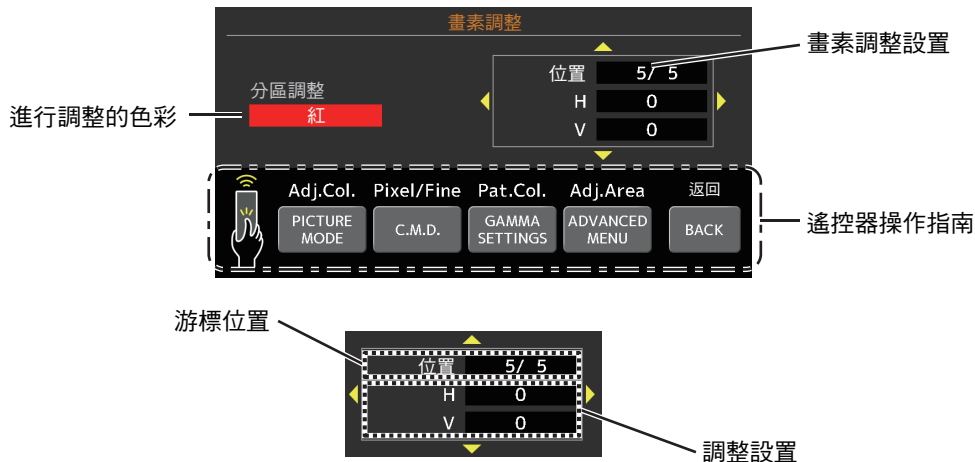 畫素調整
畫素調整設置
位置 5/ 5
分區調整
H 0
進行調整的色彩
紅
V 0
Adj.Col. Pixel/Fine Pat.Col. Adj.Area 返回
PICTURE MODE C.M.D. GAMMA SETTINGS ADVANCED MENU BACK
遙控器操作指南
游標位置
位置 5/ 5
H 0
V 0
調整設置